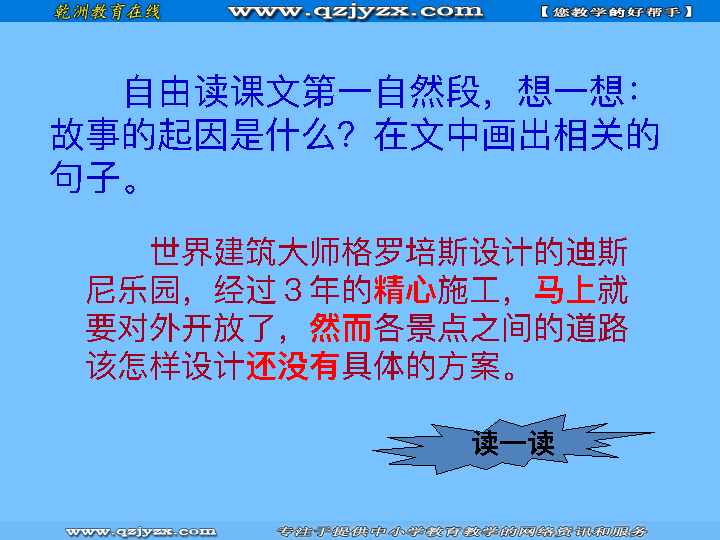 乾洲教育在线 www.qzjyzx.com 【您教学的好帮手】
自由读课文第一自然段，想一想：
故事的起因是什么？在文中画出相关的
句子。
世界建筑大师格罗培斯设计的迪斯
尼乐园，经过３年的精心施工，马上就
要对外开放了，然而各景点之间的道路
该怎样设计还没有具体的方案。
读一读
www.qzjyzx.com 专注于提供中小学教育教学的网络资讯和服务